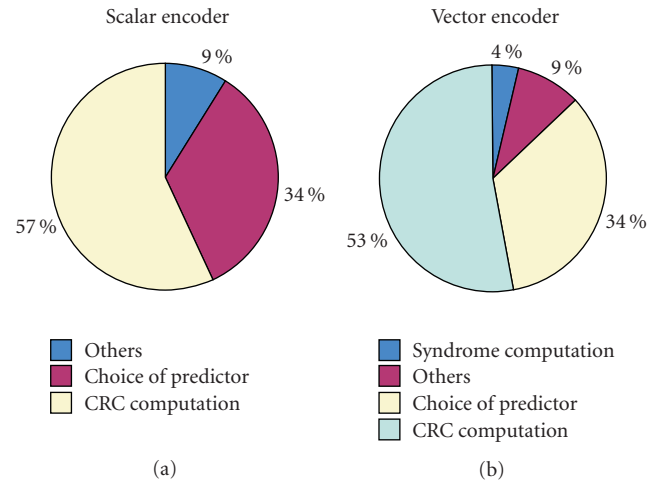 Scalar encoder
9 %
34 %
57 %
Others
Choice of predictor
CRC computation
(a)
Vector encoder
4 %
9 %
34 %
53 %
Syndrome computation
Others
Choice of predictor
CRC computation
(b)